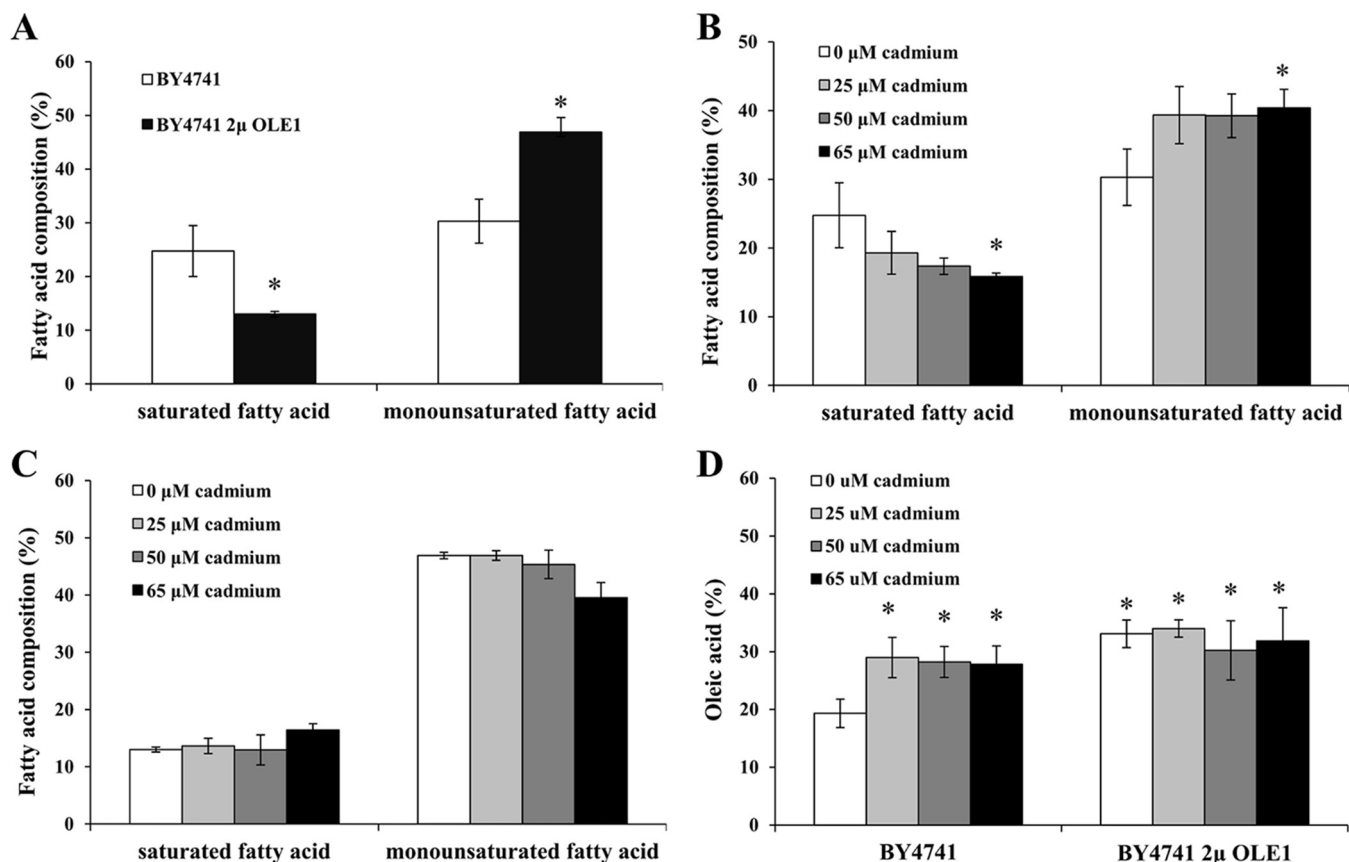 A
Fatty acid composition (%)
60
50
40
30
20
10
0
BY4741
BY4741 2μ OLE1
*
*
saturated fatty acid
monounsaturated fatty acid
B
Fatty acid composition (%)
50
40
30
20
10
0
0 μM cadmium
25 μM cadmium
50 μM cadmium
65 μM cadmium
*
*
saturated fatty acid
monounsaturated fatty acid
C
Fatty acid composition (%)
60
50
40
30
20
10
0
0 μM cadmium
25 μM cadmium
50 μM cadmium
65 μM cadmium
saturated fatty acid
monounsaturated fatty acid
D
Oleic acid (%)
60
50
40
30
20
10
0
0 uM cadmium
25 uM cadmium
50 uM cadmium
65 uM cadmium
* * * * * * *
BY4741
BY4741 2μ OLE1